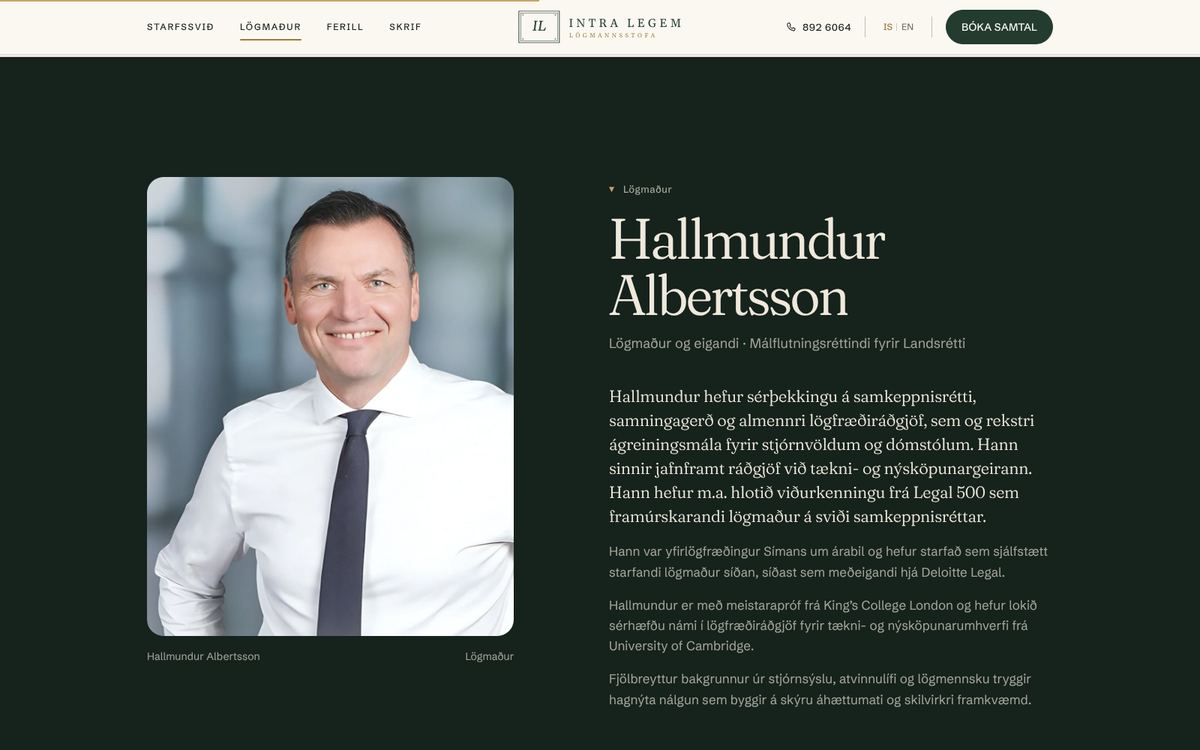 STARFSSVIÐ
LÖGMAÐUR
FERILL
SKRIF
IL
INTRA LEGEM
LÖGMANNSSTOFA
892 6064
IS | EN
BÓKA SAMTAL
▼ Lögmaður
Hallmundur
Albertsson
Lögmaður og eigandi · Málflutningsréttindi fyrir Landsrétti
Hallmundur hefur sérþekkingu á samkeppnisrétti,
samningagerð og almennri lögfræðiráðgjöf, sem og rekstri
ágreiningsmála fyrir stjórnvöldum og dómstólum. Hann
sinnir jafnframt ráðgjöf við tækni- og nýsköpunargeirann.
Hann hefur m.a. hlotið viðurkenningu frá Legal 500 sem
framúrskarandi lögmaður á sviði samkeppnisréttar.
Hann var yfirlögfræðingur Símans um árabil og hefur starfað sem sjálfstætt
starfandi lögmaður síðan, síðast sem meðeigandi hjá Deloitte Legal.
Hallmundur er með meistarapróf frá King's College London og hefur lokið
sérhæfðu námi í lögfræðiráðgjöf fyrir tækni- og nýsköpunarumhverfi frá
University of Cambridge.
Fjölbreyttur bakgrunnur úr stjórnsýslu, atvinnulífi og lögmennsku tryggir
hagnýta nálgun sem byggir á skýru áhættumati og skilvirkri framkvæmd.
Hallmundur Albertsson
Lögmaður